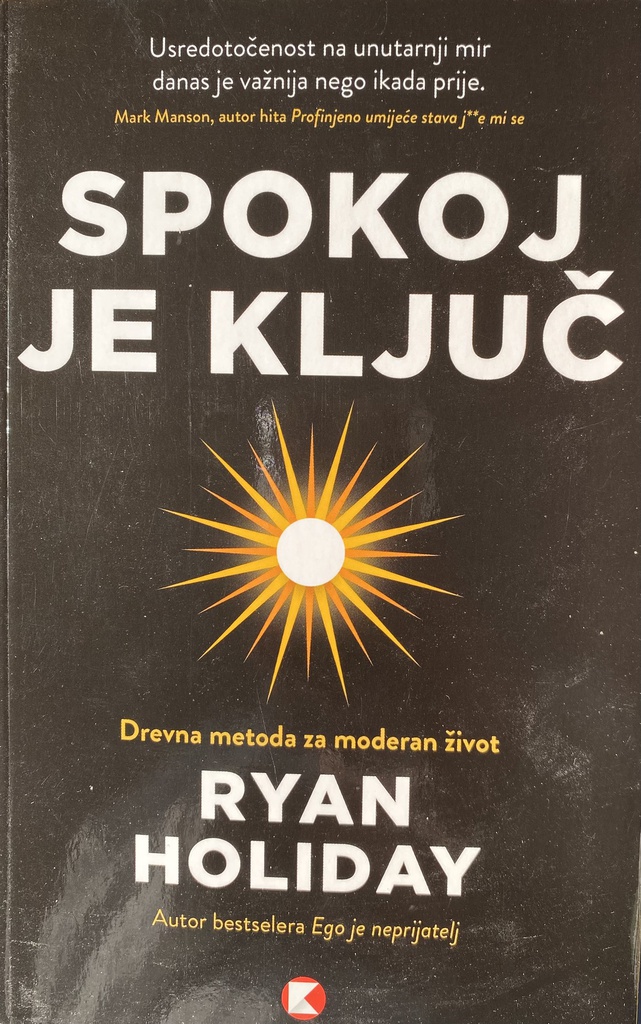 Usredotočenost na unutarnji mir
danas je važnija nego ikada prije.
Mark Manson, autor hita Profinjeno umijeće stava j**e mi se
SPOKOJ
JE KLJUČ
Drevna metoda za moderan život
RYAN
HOLIDAY
Autor bestselera Ego je neprijatelj